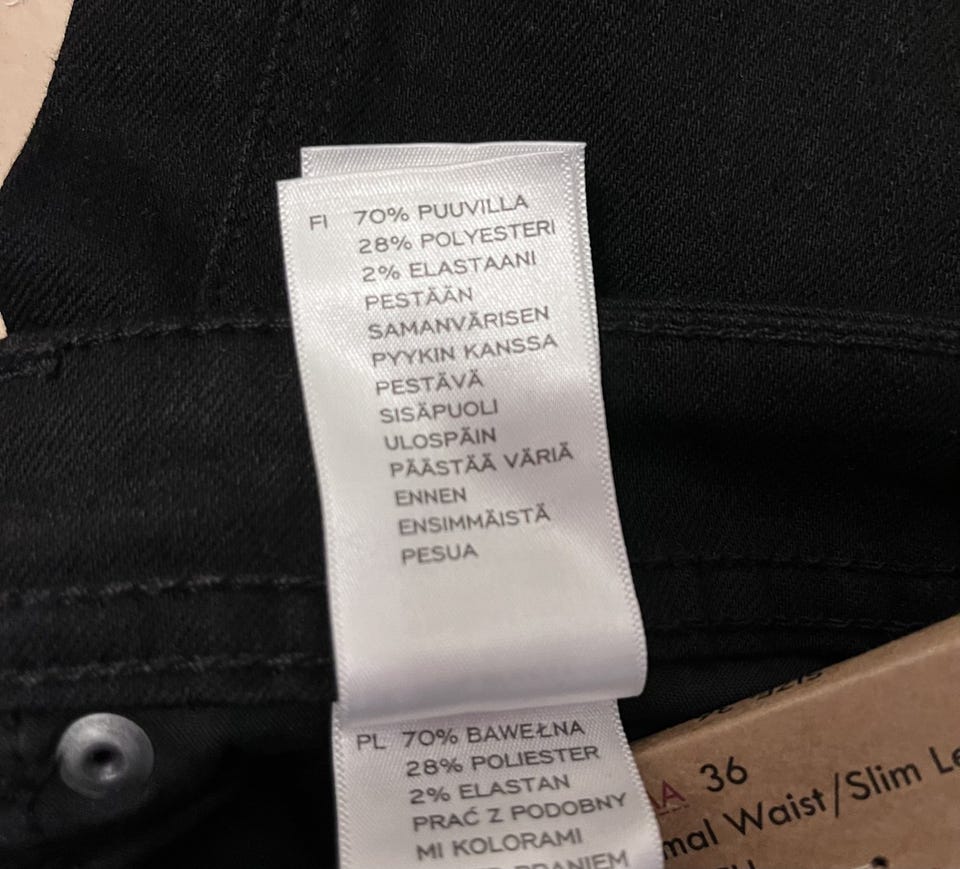 FI 70% PUUVILLA
28% POLYESTERI
2% ELASTAANI
PESTÄÄN
SAMANVÄRISEN
PYYKIN KANSSA
PESTÄVÄ
SISÄPUOLI
ULOSPÄIN
PÄÄSTÄÄ VÄRIÄ
ENNEN
ENSIMMÄISTÄ
PESUA
PL 70% BAWEŁNA
28% POLIESTER
2% ELASTAN
PRAĆ Z PODOBNY
MI KOLORAMI
36
Waist/Slim